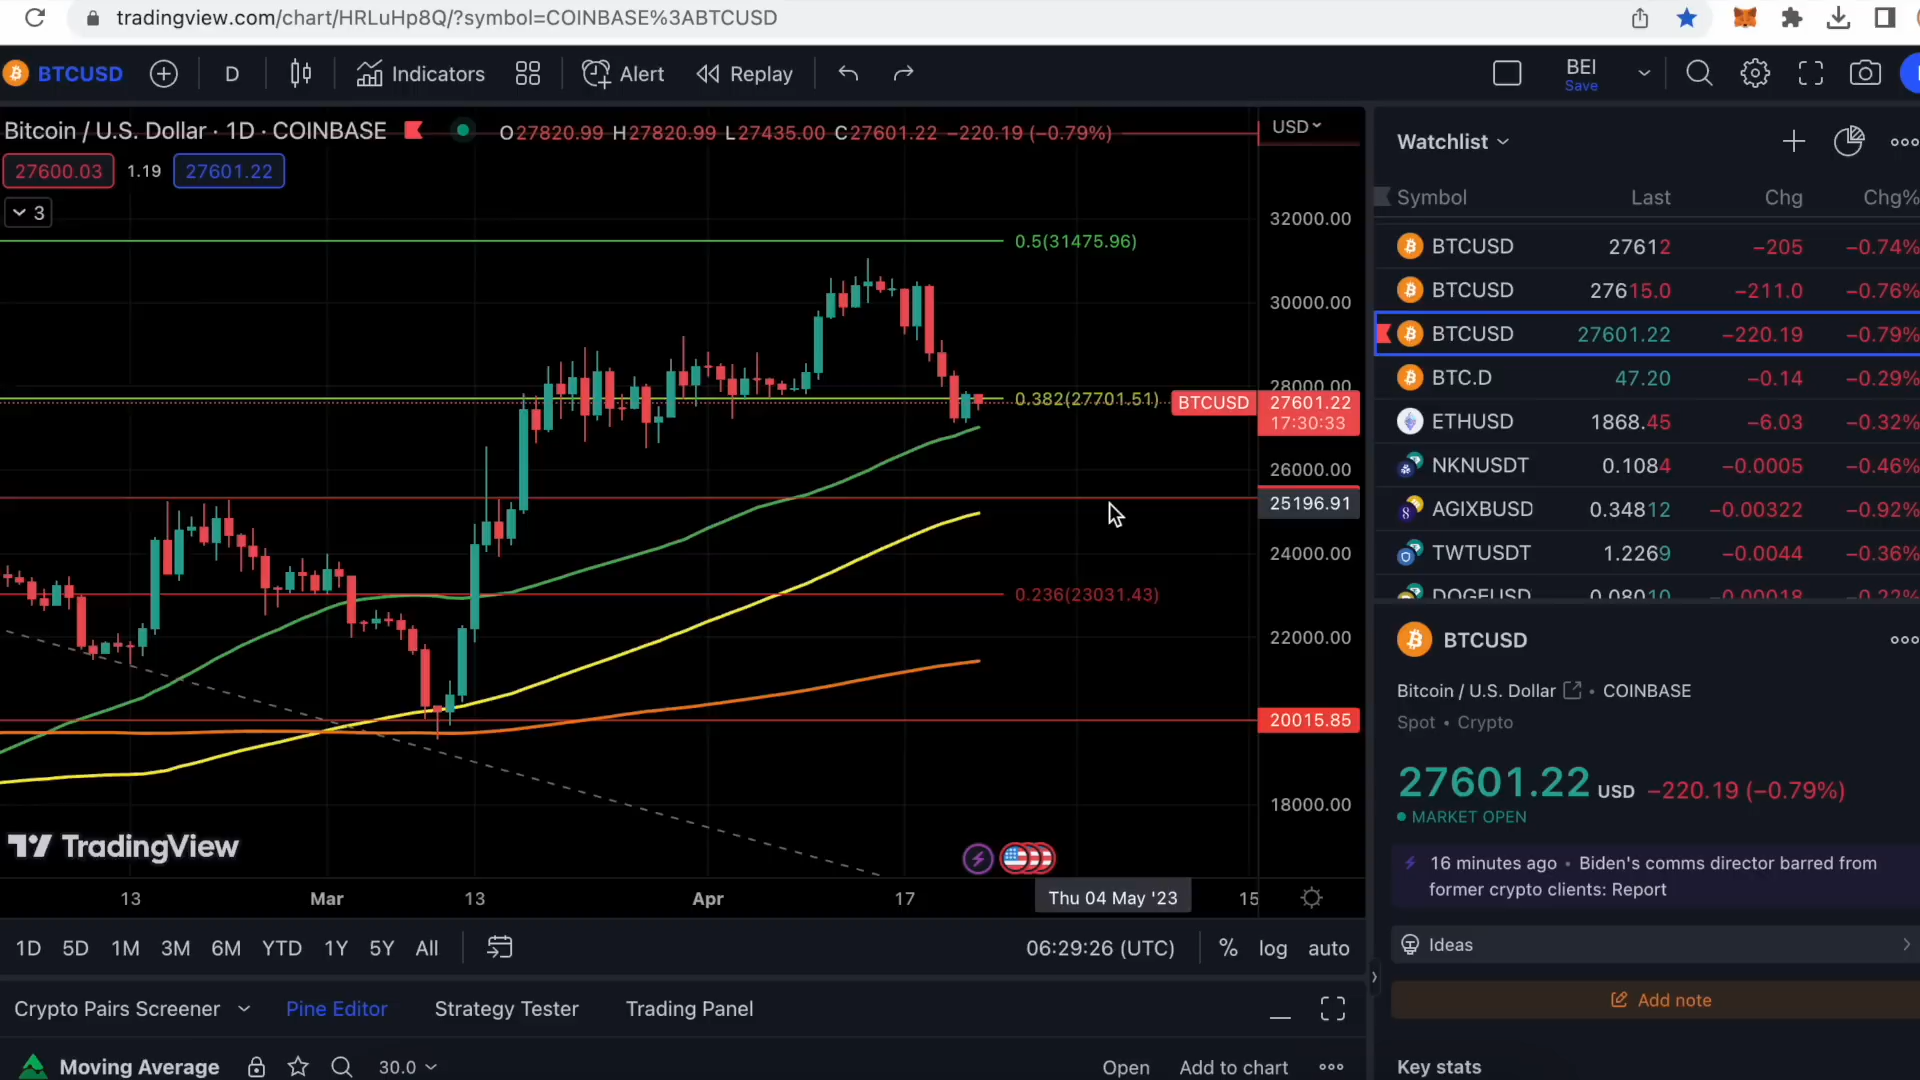 tradingview.com/chart/HRLuHp8Q/?symbol=COINBASE%3ABTCUSD
BTCUSD D Indicators Alert Replay BEI Save
Bitcoin / U.S. Dollar · 1D · COINBASE O27820.99 H27820.99 L27435.00 C27601.22 −220.19 (−0.79%) USD
27600.03 1.19 27601.22
3
32000.00
0.5(31475.96)
30000.00
28000.00
0.382(27701.51) BTCUSD 27601.22
17:30:33
26000.00
25196.91
24000.00
0.236(23031.43)
22000.00
20015.85
18000.00
TradingView
13 Mar 13 Apr 17 Thu 04 May '23 15
1D 5D 1M 3M 6M YTD 1Y 5Y All 06:29:26 (UTC) % log auto
Crypto Pairs Screener Pine Editor Strategy Tester Trading Panel
Moving Average 30.0 Open Add to chart
Watchlist
Symbol Last Chg Chg%
BTCUSD 27612 −205 −0.74%
BTCUSD 27615.0 −211.0 −0.76%
BTCUSD 27601.22 −220.19 −0.79%
BTC.D 47.20 −0.14 −0.29%
ETHUSD 1868.45 −6.03 −0.32%
NKNUSDT 0.1084 −0.0005 −0.46%
AGIXBUSD 0.34812 −0.00322 −0.92%
TWTUSDT 1.2269 −0.0044 −0.36%
DOGEUSD 0.08010 −0.00018 −0.22%
BTCUSD
Bitcoin / U.S. Dollar • COINBASE
Spot • Crypto
27601.22 USD −220.19 (−0.79%)
MARKET OPEN
16 minutes ago • Biden's comms director barred from
former crypto clients: Report
Ideas
Add note
Key stats